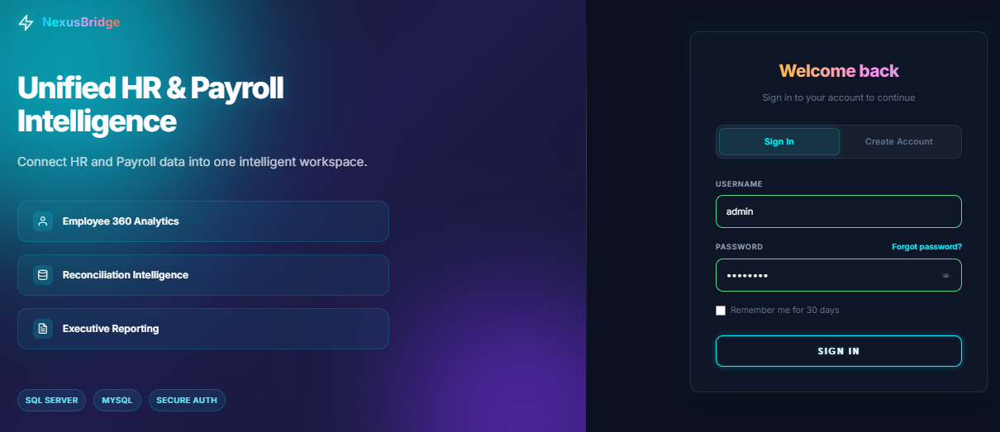 NexusBridge
Unified HR & Payroll
Intelligence
Connect HR and Payroll data into one intelligent workspace.
Employee 360 Analytics
Reconciliation Intelligence
Executive Reporting
SQL SERVER
MYSQL
SECURE AUTH
Welcome back
Sign in to your account to continue
Sign In
Create Account
USERNAME
admin
PASSWORD
Forgot password?
••••••••
Remember me for 30 days
SIGN IN